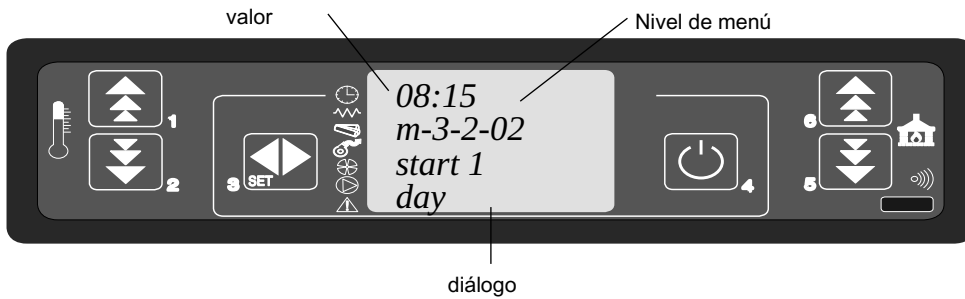 valor
Nivel de menú
08:15
m-3-2-02
start 1
day
1
2
3 SET
4
6
5
diálogo